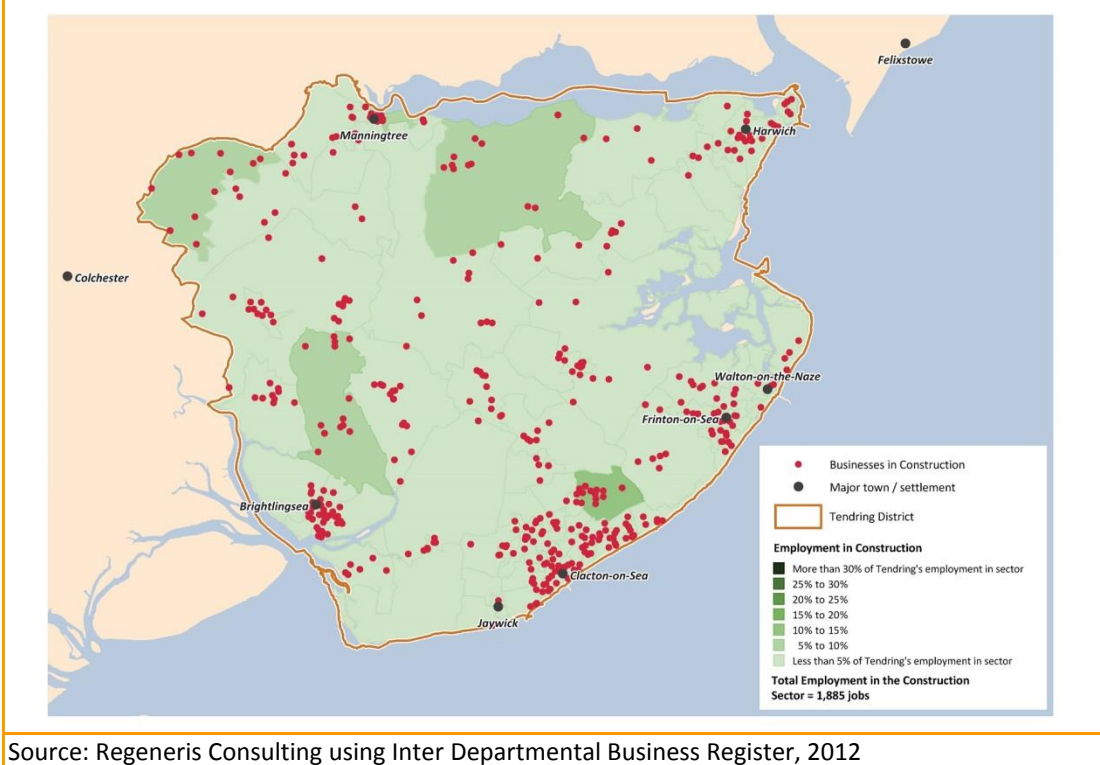 Felixstowe
Manningtree
Harwich
Colchester
Walton-on-the-Naze
Frinton-on-Sea
Brightlingsea
Clacton-on-Sea
Jaywick
Businesses in Construction
Major town / settlement
Tendring District
Employment in Construction
More than 30% of Tendring's employment in sector
25% to 30%
20% to 25%
15% to 20%
10% to 15%
5% to 10%
Less than 5% of Tendring's employment in sector
Total Employment in the Construction
Sector = 1,885 jobs
Source: Regeneris Consulting using Inter Departmental Business Register, 2012